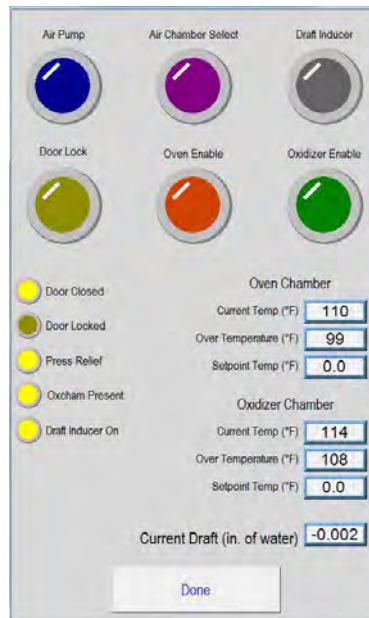 Air Pump Air Chamber Select Draft Inducer
Door Lock Oven Enable Oxidizer Enable
Door Closed
Door Locked
Press Relief
Oxcham Present
Draft Inducer On
Oven Chamber
Current Temp (°F) 110
Over Temperature (°F) 99
Setpoint Temp (°F) 0.0
Oxidizer Chamber
Current Temp (°F) 114
Over Temperature (°F) 108
Setpoint Temp (°F) 0.0
Current Draft (in. of water) -0.002
Done